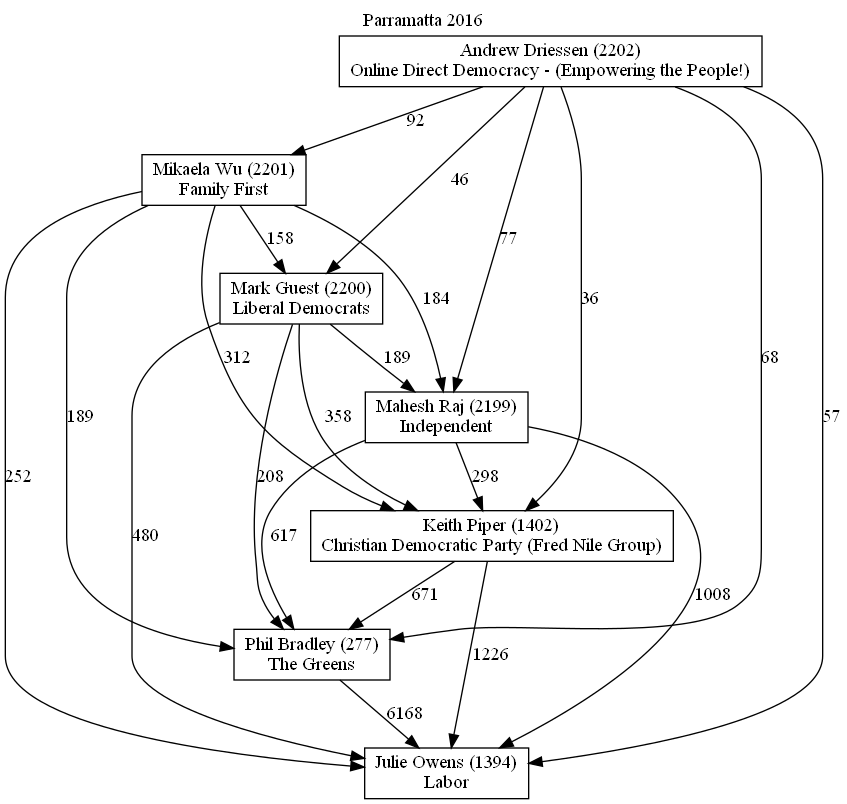 Parramatta 2016
Andrew Driessen (2202)
Online Direct Democracy - (Empowering the People!)
92
Mikaela Wu (2201)
Family First
46
77
158
Mark Guest (2200)
Liberal Democrats
184
36
312
189
68
Mahesh Raj (2199)
Independent
189
358
57
252
208
298
Keith Piper (1402)
Christian Democratic Party (Fred Nile Group)
480
617
671
1008
Phil Bradley (277)
The Greens
1226
6168
Julie Owens (1394)
Labor